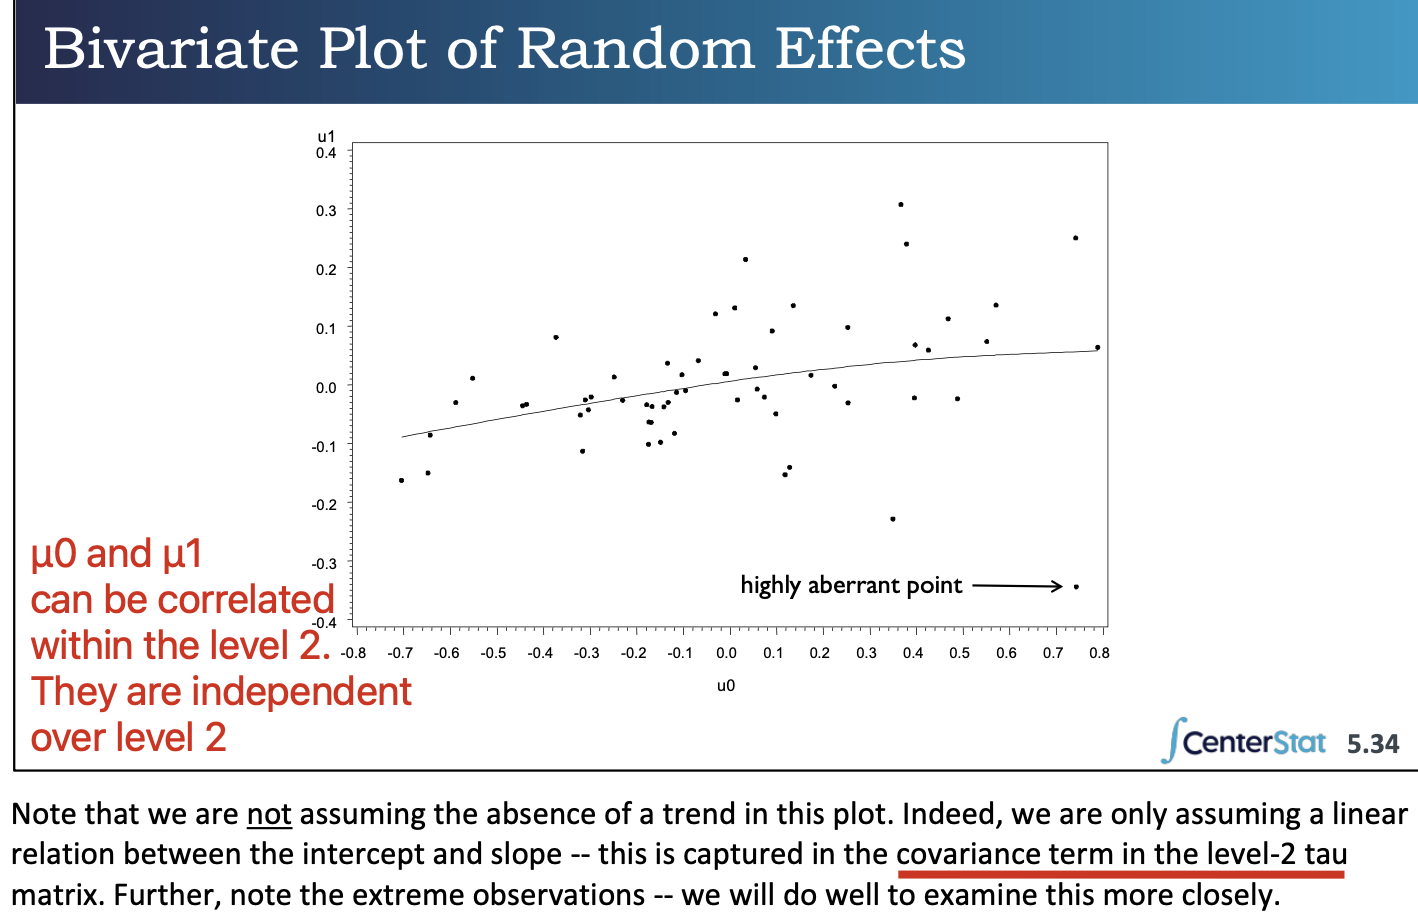 Bivariate Plot of Random Effects
u1
0.4
0.3
0.2
0.1
0.0
-0.1
-0.2
-0.3
-0.4
highly aberrant point
-0.8 -0.7 -0.6 -0.5 -0.4 -0.3 -0.2 -0.1 0.0 0.1 0.2 0.3 0.4 0.5 0.6 0.7 0.8
u0
µ0 and µ1
can be correlated
within the level 2.
They are independent
over level 2
CenterStat 5.34
Note that we are not assuming the absence of a trend in this plot. Indeed, we are only assuming a linear
relation between the intercept and slope -- this is captured in the covariance term in the level-2 tau
matrix. Further, note the extreme observations -- we will do well to examine this more closely.